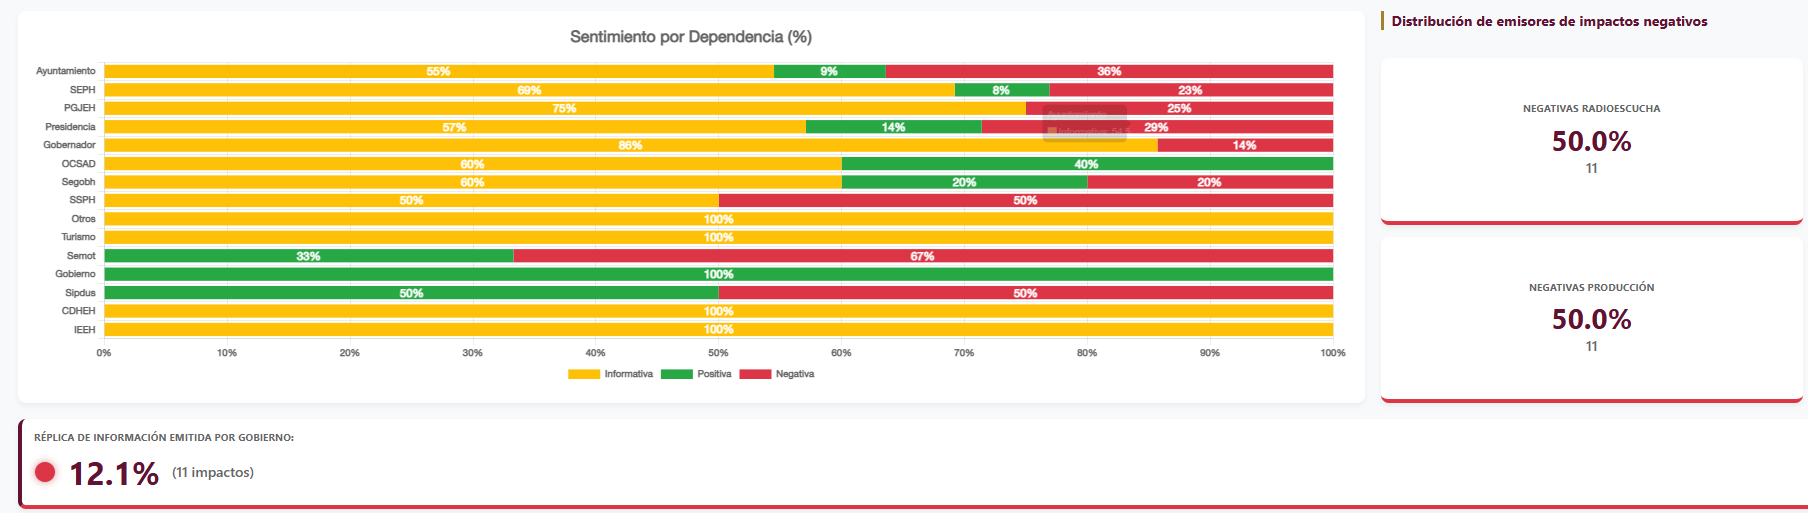 Sentimiento por Dependencia (%)
Ayuntamiento 55% 9% 36%
SEPH 69% 8% 23%
PGJEH 75% 25%
Presidencia 57% 14% 29%
Gobernador 86% 14%
OCSAD 60% 40%
Segobh 60% 20% 20%
SSPH 50% 50%
Otros 100%
Turismo 100%
Semot 33% 67%
Gobierno 100%
Sipdus 50% 50%
CDHEH 100%
IEEH 100%
0% 10% 20% 30% 40% 50% 60% 70% 80% 90% 100%
Informativa Positiva Negativa
Distribución de emisores de impactos negativos
NEGATIVAS RADIOESCUCHA
50.0%
11
NEGATIVAS PRODUCCIÓN
50.0%
11
RÉPLICA DE INFORMACIÓN EMITIDA POR GOBIERNO:
12.1% (11 impactos)